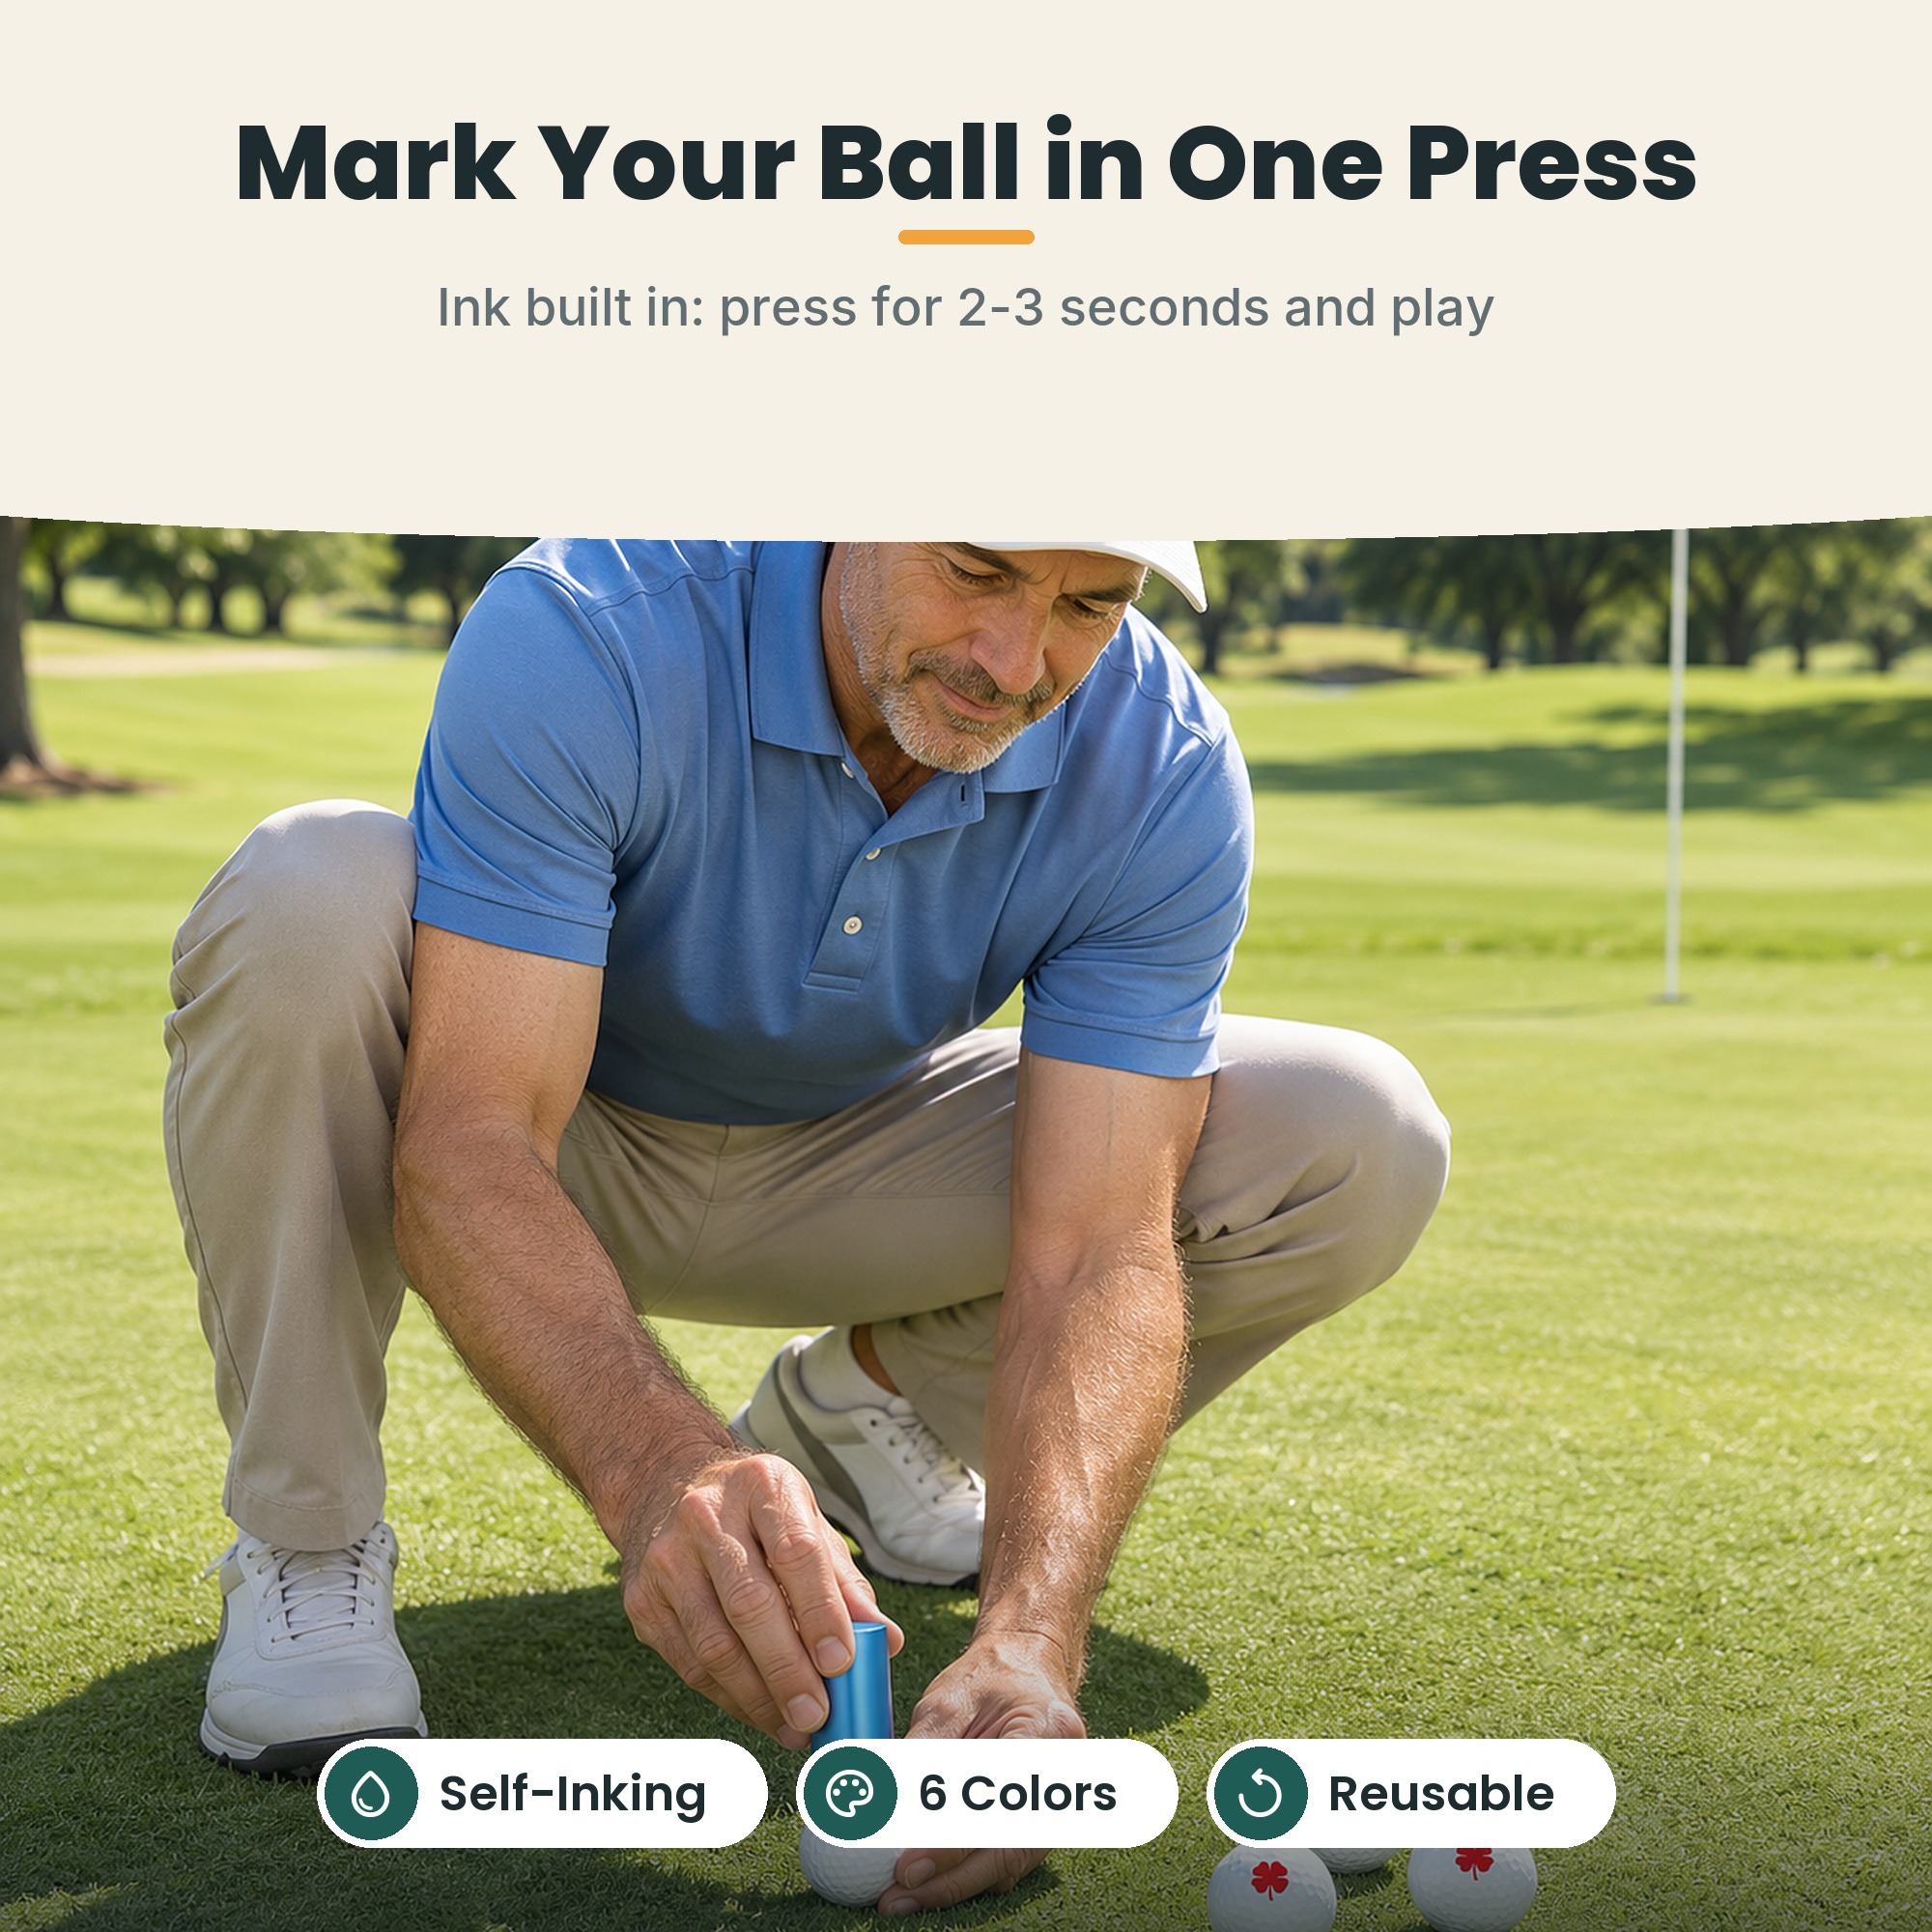 Mark Your Ball in One Press
Ink built in: press for 2-3 seconds and play
Self-Inking
6 Colors
Reusable